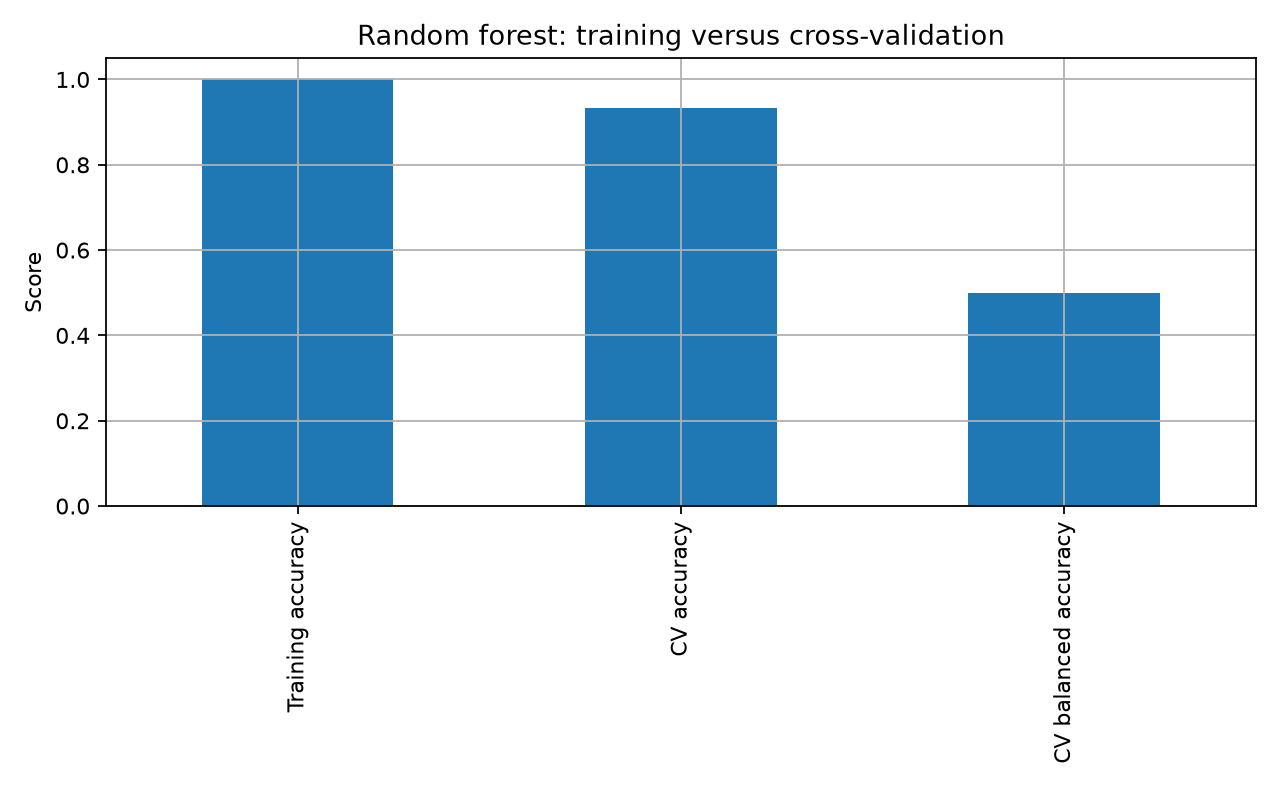 Random forest: training versus cross-validation
Score
1.0
0.8
0.6
0.4
0.2
0.0
Training accuracy
CV accuracy
CV balanced accuracy